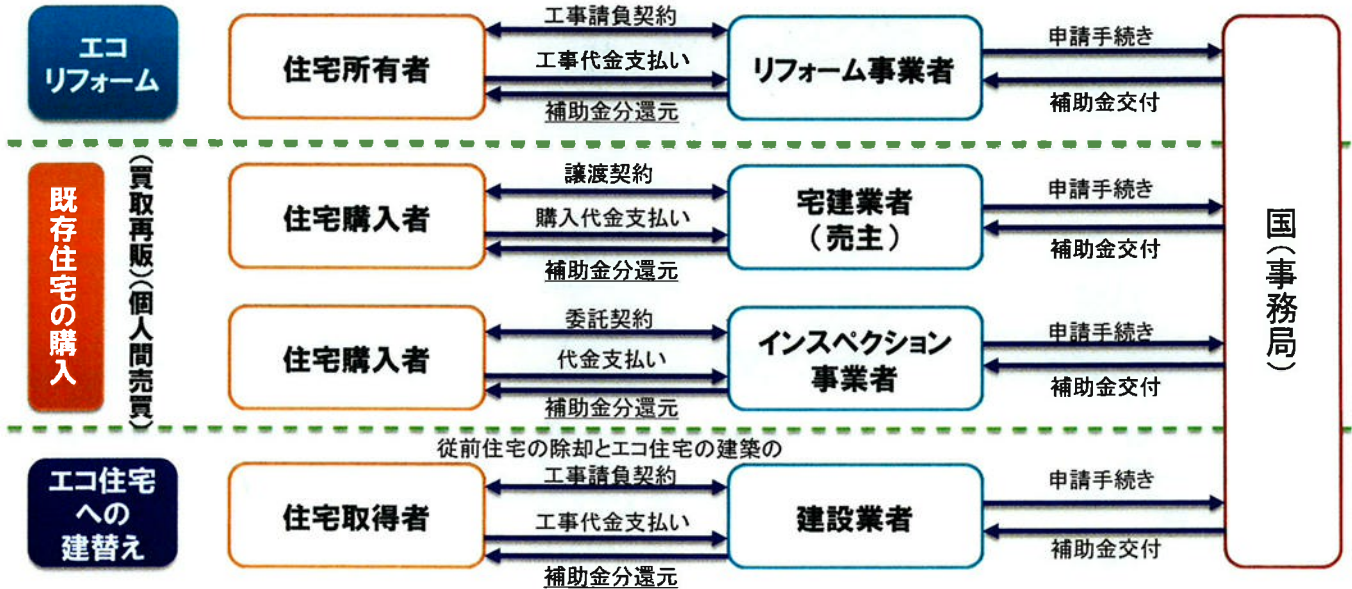 エコ
リフォーム
住宅所有者
工事請負契約
工事代金支払い
補助金分還元
リフォーム事業者
申請手続き
補助金交付
既存住宅の購入
(買取再販)(個人間売買)
住宅購入者
譲渡契約
購入代金支払い
補助金分還元
宅建業者
(売主)
申請手続き
補助金交付
住宅購入者
委託契約
代金支払い
補助金分還元
インスペクション
事業者
申請手続き
補助金交付
国(事務局)
エコ住宅
への
建替え
住宅取得者
従前住宅の除却とエコ住宅の建築の
工事請負契約
工事代金支払い
補助金分還元
建設業者
申請手続き
補助金交付